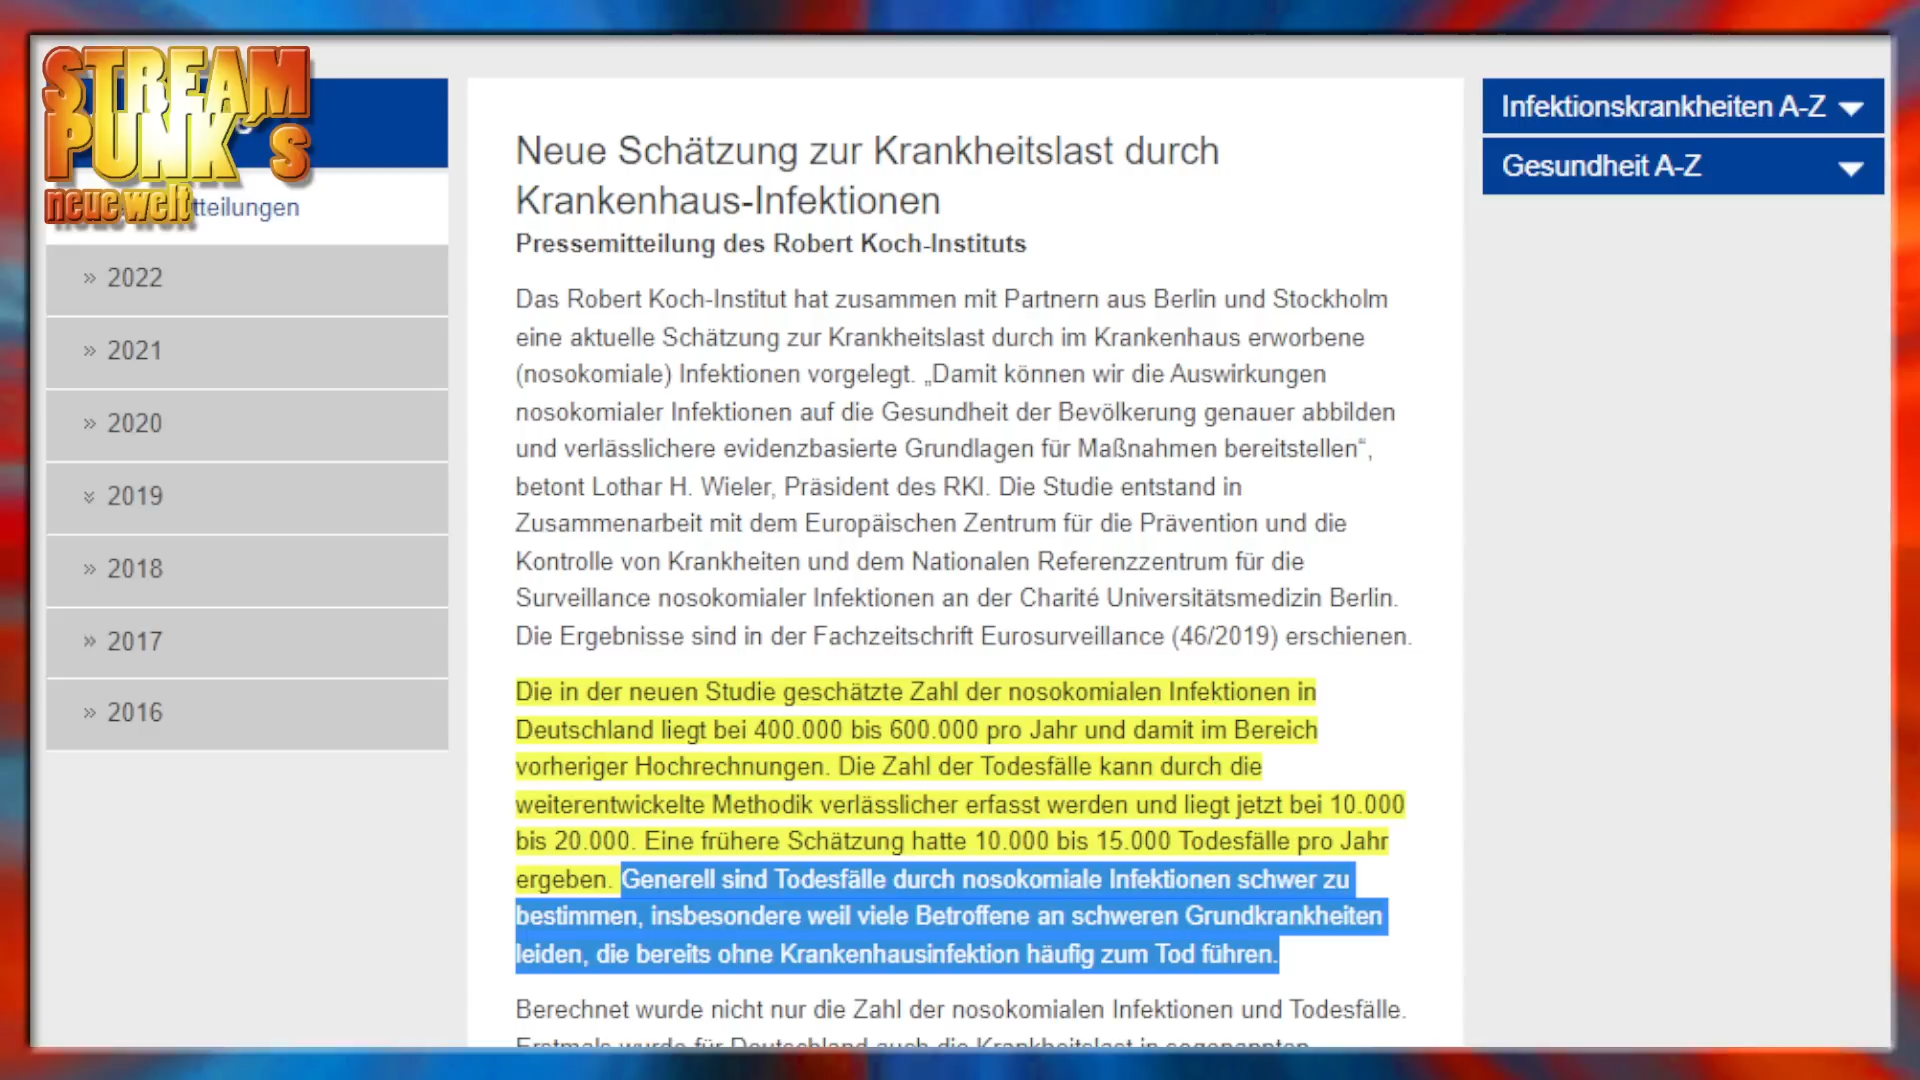 STREAM
PUNK´s
neue welt
tteilungen
» 2022
» 2021
» 2020
» 2019
» 2018
» 2017
» 2016
Neue Schätzung zur Krankheitslast durch
Krankenhaus-Infektionen
Pressemitteilung des Robert Koch-Instituts
Das Robert Koch-Institut hat zusammen mit Partnern aus Berlin und Stockholm
eine aktuelle Schätzung zur Krankheitslast durch im Krankenhaus erworbene
(nosokomiale) Infektionen vorgelegt. „Damit können wir die Auswirkungen
nosokomialer Infektionen auf die Gesundheit der Bevölkerung genauer abbilden
und verlässlichere evidenzbasierte Grundlagen für Maßnahmen bereitstellen“,
betont Lothar H. Wieler, Präsident des RKI. Die Studie entstand in
Zusammenarbeit mit dem Europäischen Zentrum für die Prävention und die
Kontrolle von Krankheiten und dem Nationalen Referenzzentrum für die
Surveillance nosokomialer Infektionen an der Charité Universitätsmedizin Berlin.
Die Ergebnisse sind in der Fachzeitschrift Eurosurveillance (46/2019) erschienen.
Die in der neuen Studie geschätzte Zahl der nosokomialen Infektionen in
Deutschland liegt bei 400.000 bis 600.000 pro Jahr und damit im Bereich
vorheriger Hochrechnungen. Die Zahl der Todesfälle kann durch die
weiterentwickelte Methodik verlässlicher erfasst werden und liegt jetzt bei 10.000
bis 20.000. Eine frühere Schätzung hatte 10.000 bis 15.000 Todesfälle pro Jahr
ergeben. Generell sind Todesfälle durch nosokomiale Infektionen schwer zu
bestimmen, insbesondere weil viele Betroffene an schweren Grundkrankheiten
leiden, die bereits ohne Krankenhausinfektion häufig zum Tod führen.
Berechnet wurde nicht nur die Zahl der nosokomialen Infektionen und Todesfälle.
Erstmals wurde für Deutschland auch die Krankheitslast in sogenannten
Infektionskrankheiten A-Z
Gesundheit A-Z